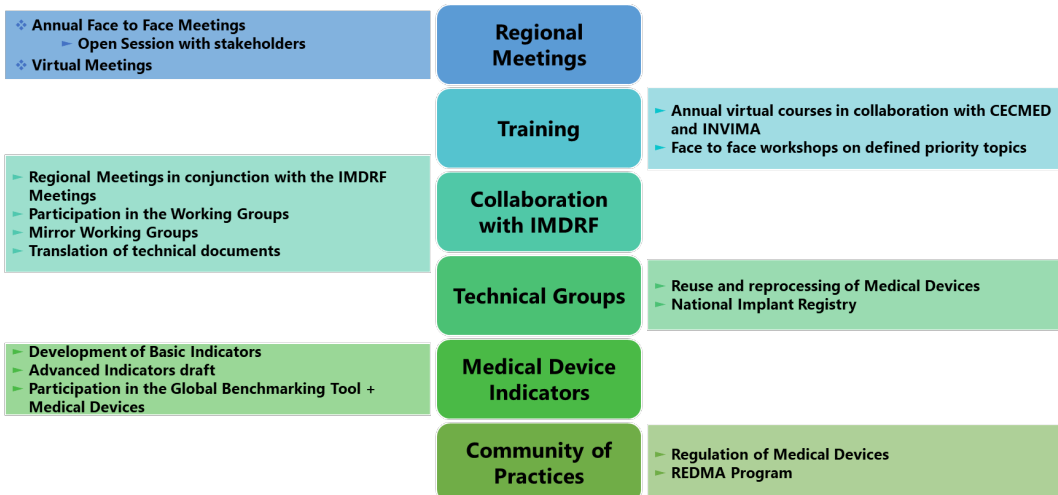 ❖ Annual Face to Face Meetings
► Open Session with stakeholders
❖ Virtual Meetings
Regional
Meetings
Training
► Annual virtual courses in collaboration with CECMED
and INVIMA
► Face to face workshops on defined priority topics
► Regional Meetings in conjunction with the IMDRF
Meetings
► Participation in the Working Groups
► Mirror Working Groups
► Translation of technical documents
Collaboration
with IMDRF
Technical Groups
► Reuse and reprocessing of Medical Devices
► National Implant Registry
► Development of Basic Indicators
► Advanced Indicators draft
► Participation in the Global Benchmarking Tool +
Medical Devices
Medical Device
Indicators
Community of
Practices
► Regulation of Medical Devices
► REDMA Program